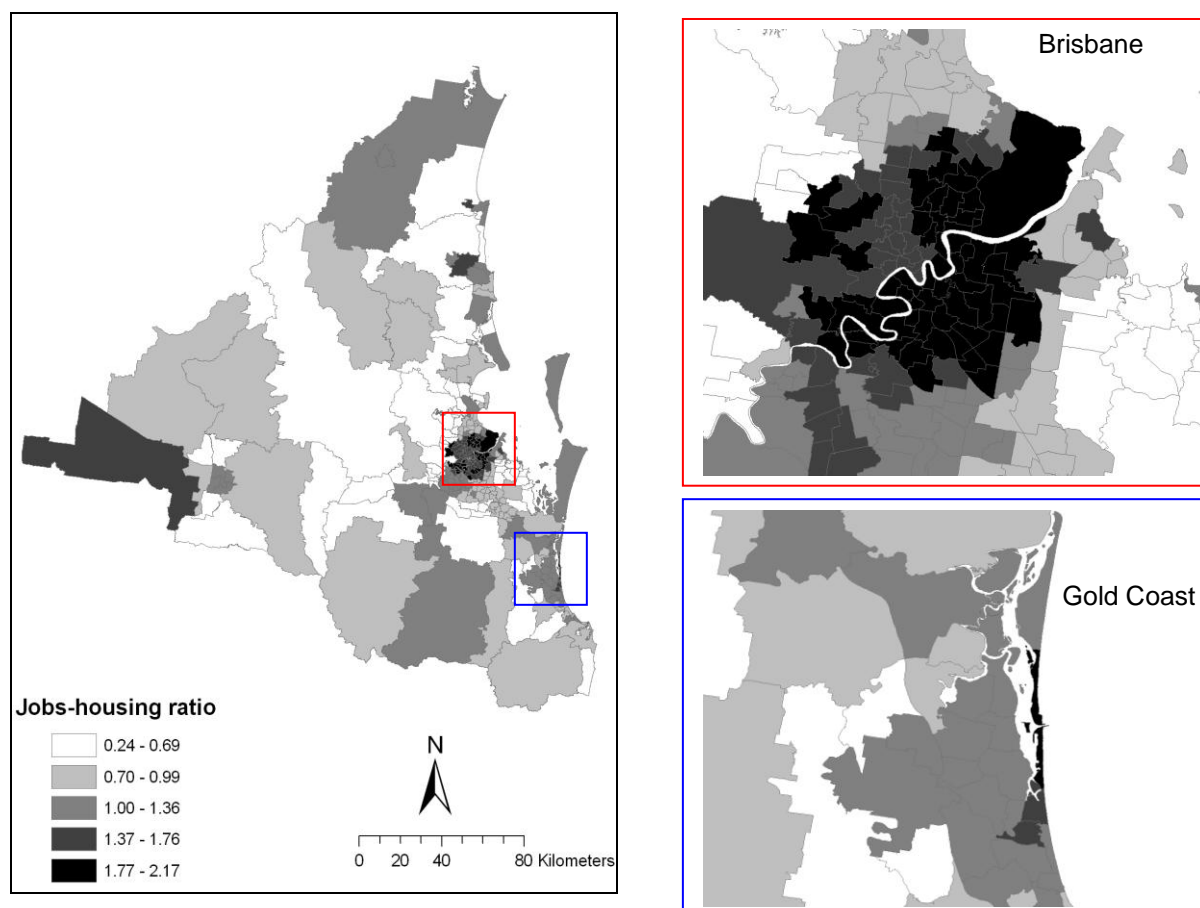 Brisbane
Gold Coast
Jobs-housing ratio
0.24 - 0.69
0.70 - 0.99
1.00 - 1.36
1.37 - 1.76
1.77 - 2.17
N
0 20 40 80 Kilometers